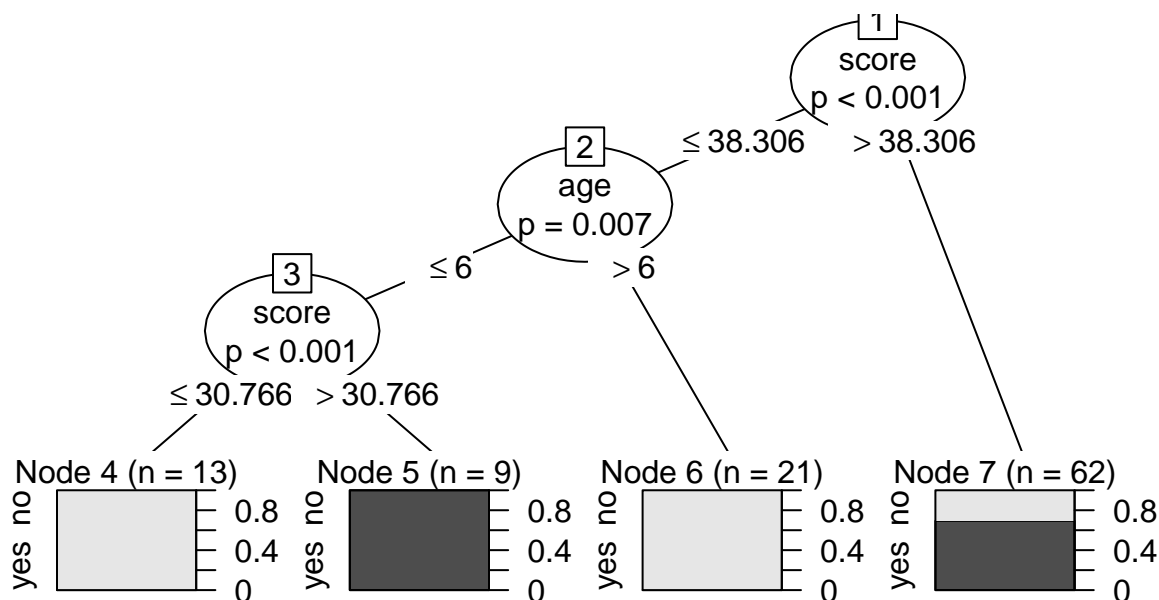 1
score
p < 0.001
≤ 38.306 > 38.306
2
age
p = 0.007
≤ 6 > 6
3
score
p < 0.001
≤ 30.766 > 30.766
Node 4 (n = 13)
yes no
0.8
0.4
0
Node 5 (n = 9)
yes no
0.8
0.4
0
Node 6 (n = 21)
yes no
0.8
0.4
0
Node 7 (n = 62)
yes no
0.8
0.4
0